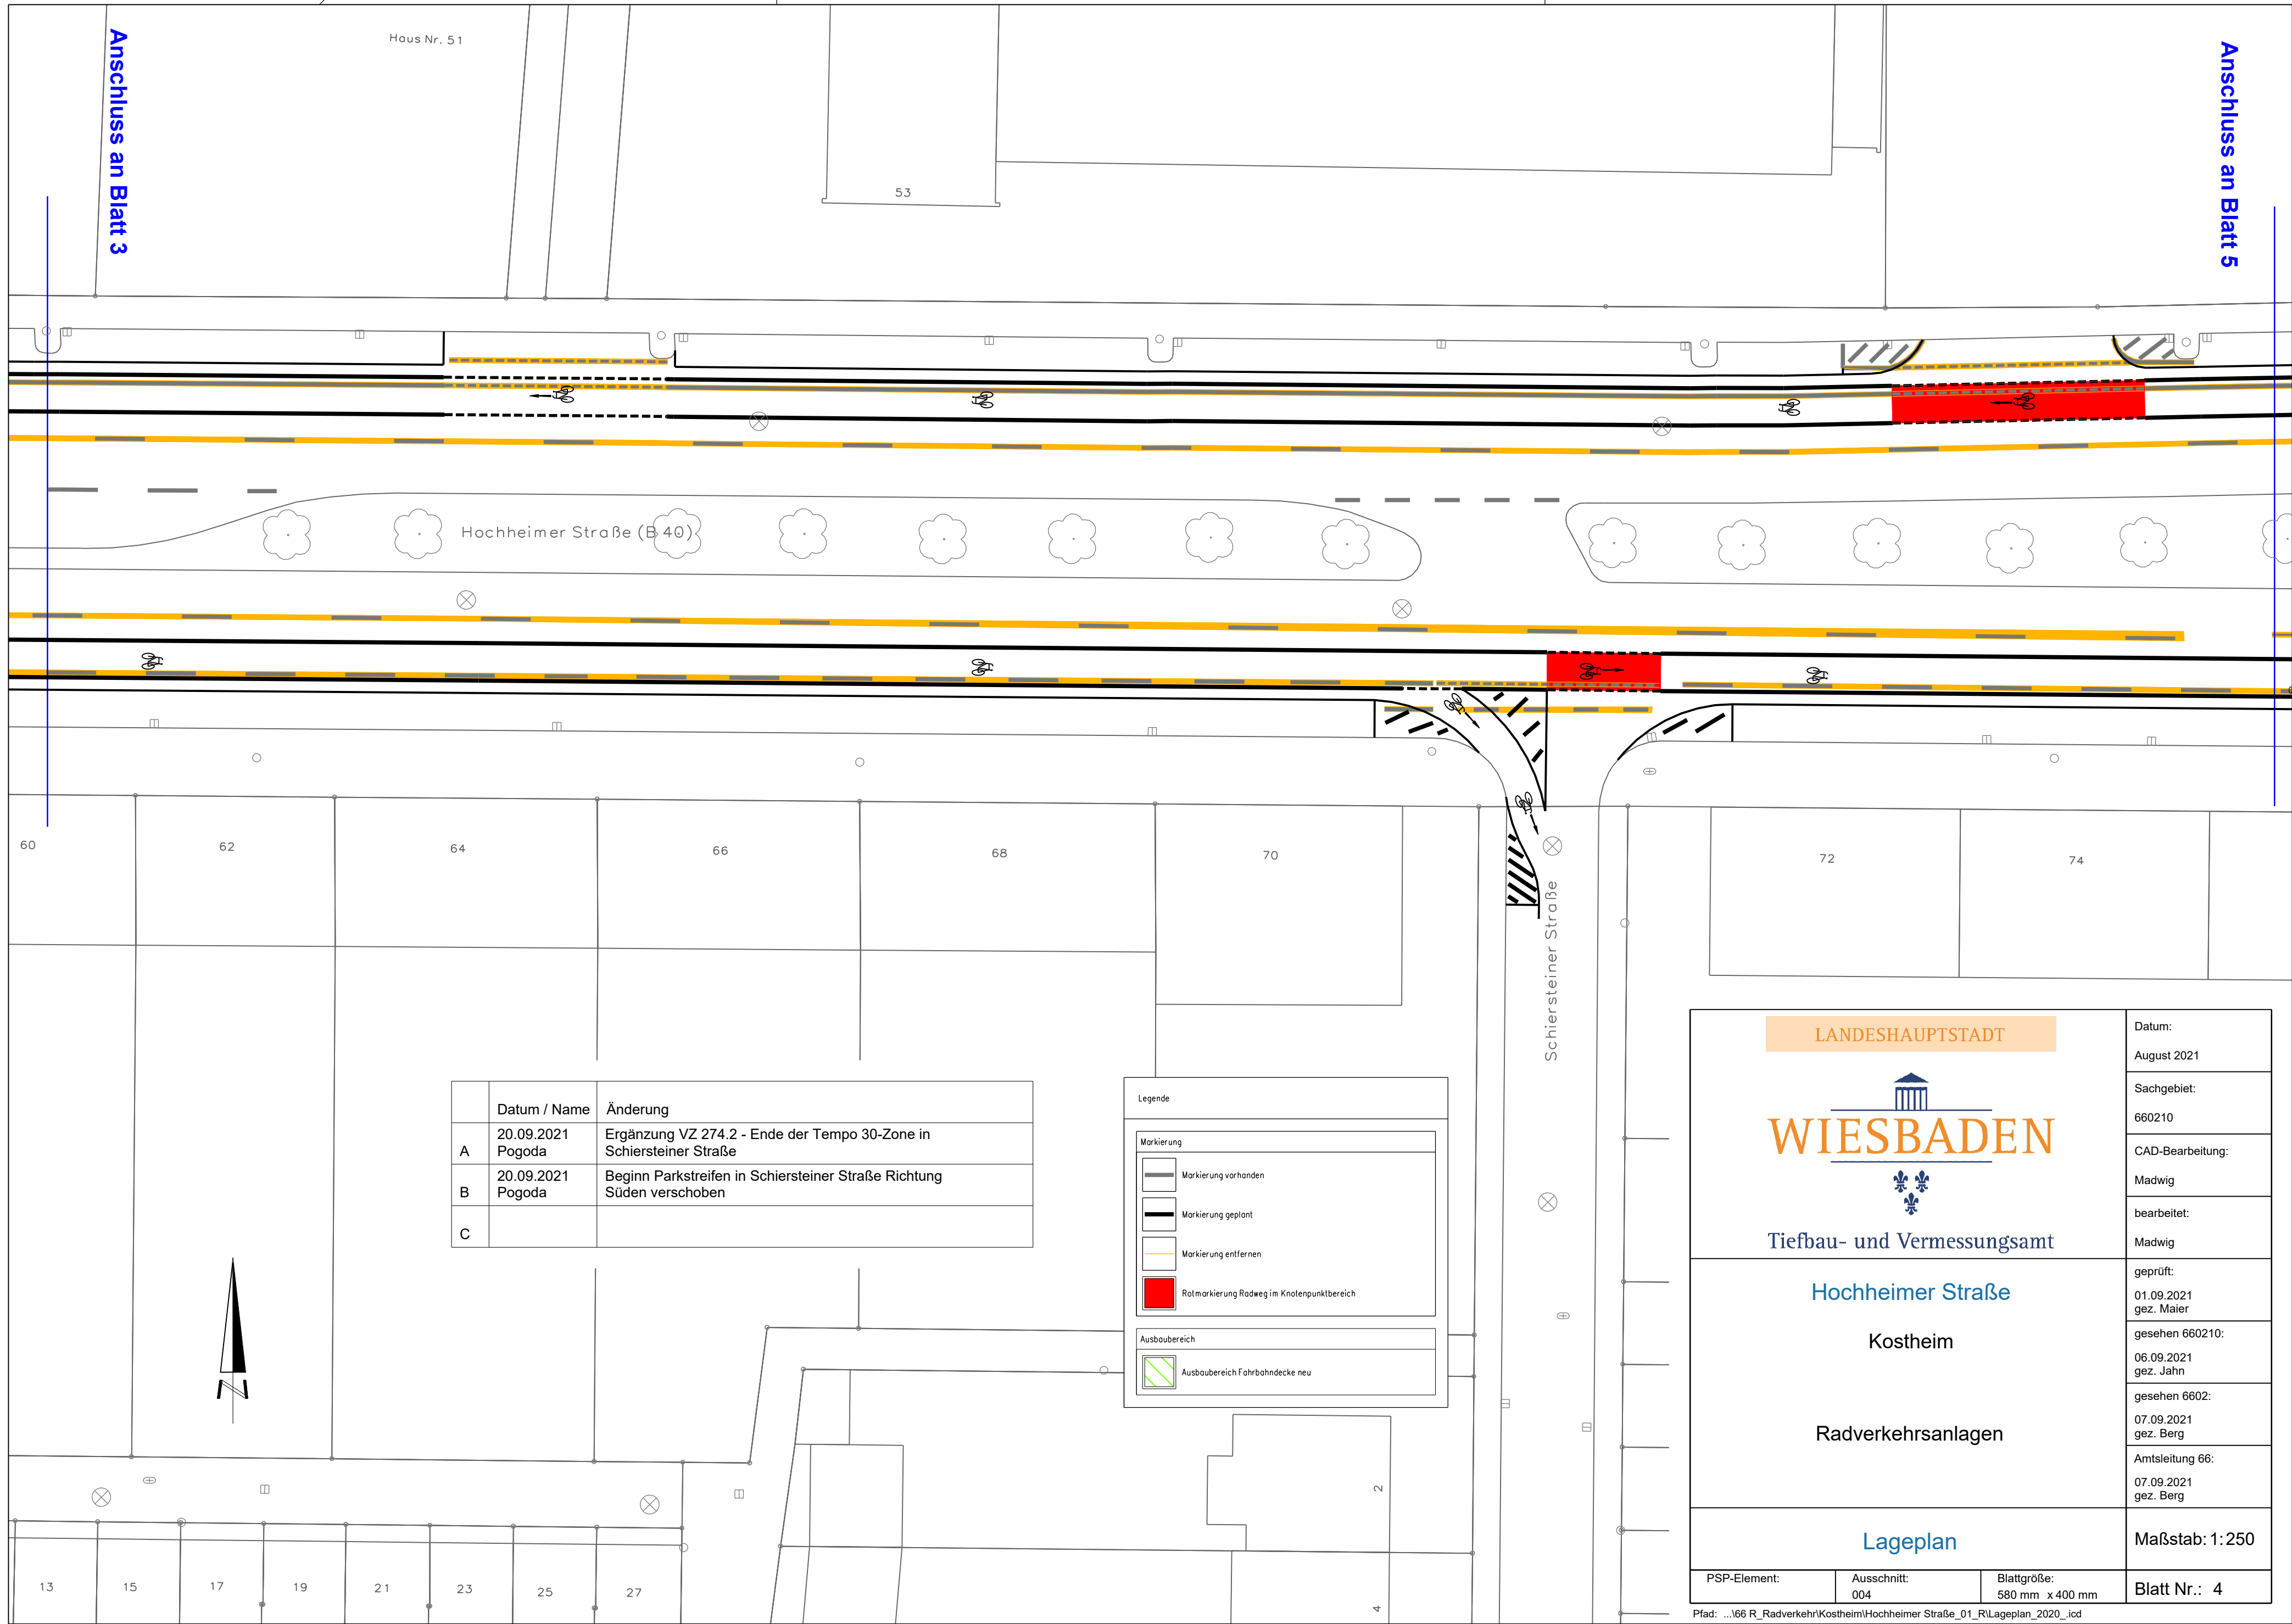 Anschluss an Blatt 3
Haus Nr. 51
53
Anschluss an Blatt 5
Hochheimer Straße (B 40)
60
62
64
66
68
70
72
74
Schiersteiner Straße
Datum / Name
Änderung
A
20.09.2021
Pogoda
Ergänzung VZ 274.2 - Ende der Tempo 30-Zone in
Schiersteiner Straße
B
20.09.2021
Pogoda
Beginn Parkstreifen in Schiersteiner Straße Richtung
Süden verschoben
C
N
Legende
Markierung
Markierung vorhanden
Markierung geplant
Markierung entfernen
Rotmarkierung Radweg im Knotenpunktbereich
Ausbaubereich
Ausbaubereich Fahrbahndecke neu
2
4
13
15
17
19
21
23
25
27
LANDESHAUPTSTADT
WIESBADEN
Tiefbau- und Vermessungsamt
Hochheimer Straße
Kostheim
Radverkehrsanlagen
Lageplan
Datum:
August 2021
Sachgebiet:
660210
CAD-Bearbeitung:
Madwig
bearbeitet:
Madwig
geprüft:
01.09.2021
gez. Maier
gesehen 660210:
06.09.2021
gez. Jahn
gesehen 6602:
07.09.2021
gez. Berg
Amtsleitung 66:
07.09.2021
gez. Berg
Maßstab: 1:250
PSP-Element:
Ausschnitt:
004
Blattgröße:
580 mm x 400 mm
Blatt Nr.: 4
Pfad: ...\66 R_Radverkehr\Kostheim\Hochheimer Straße_01_R\Lageplan_2020_.icd